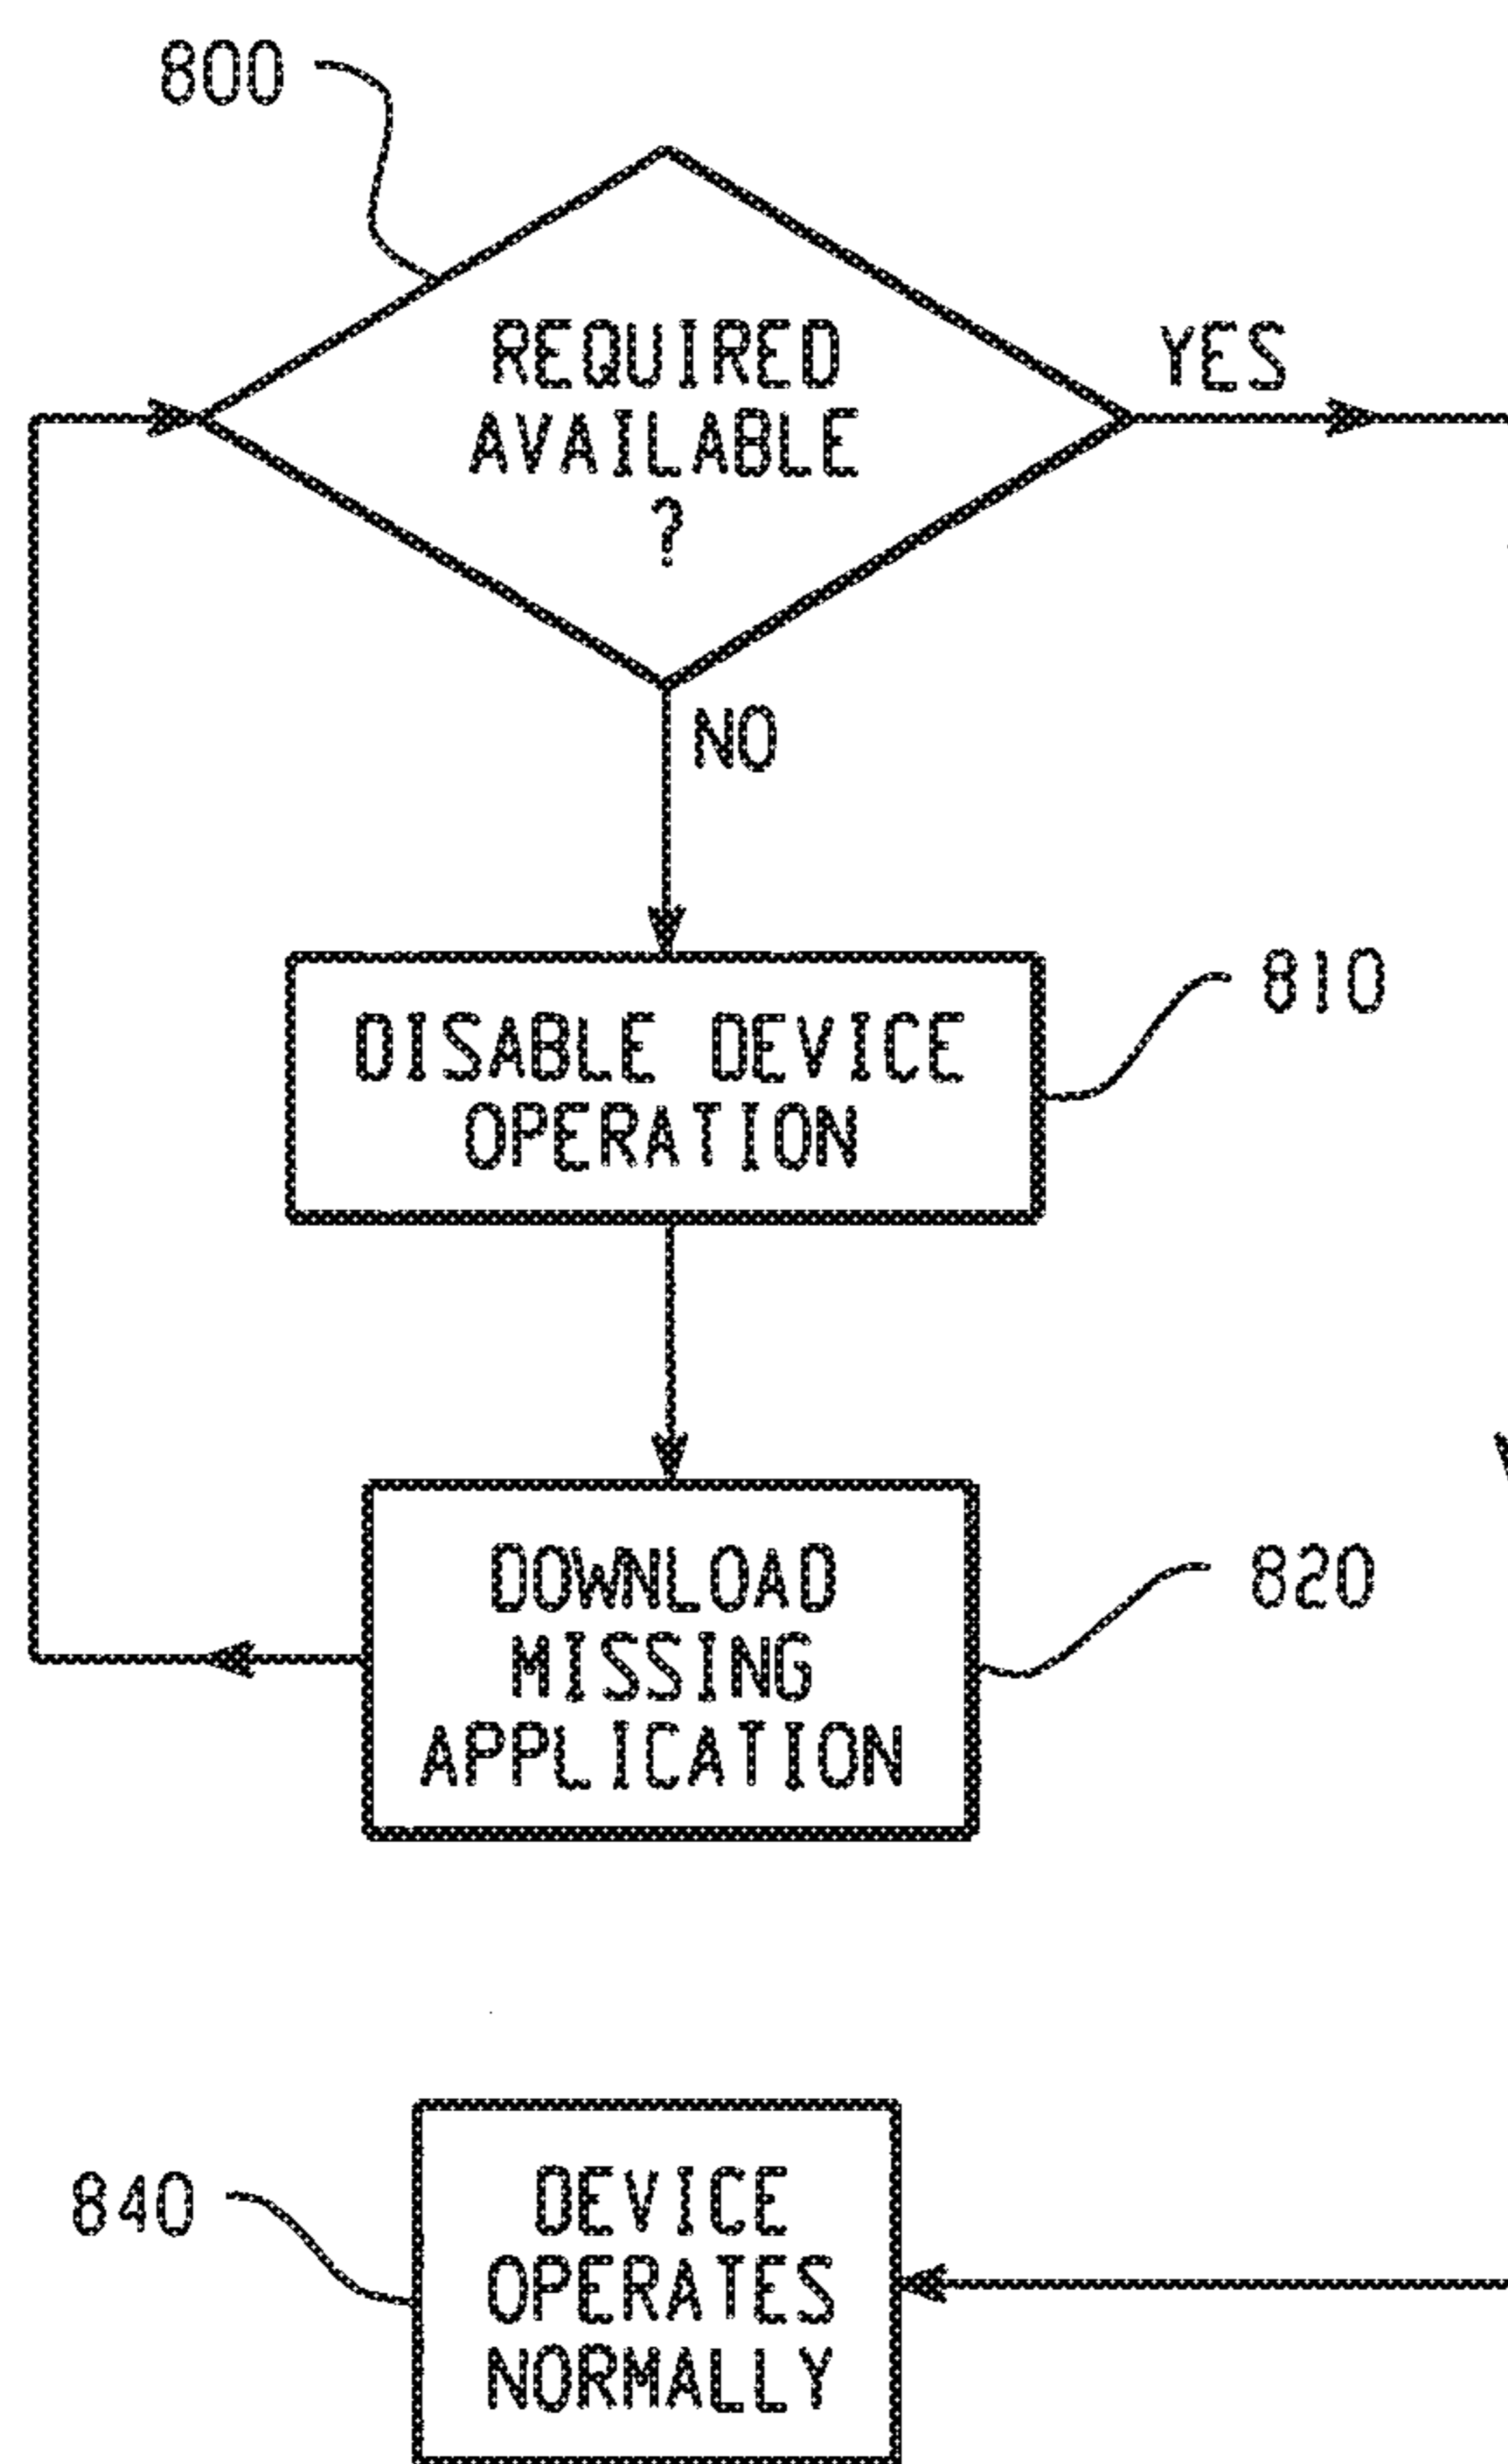 800
REQUIRED
AVAILABLE
?
YES
NO
DISABLE DEVICE
OPERATION
810
DOWNLOAD
MISSING
APPLICATION
820
840
DEVICE
OPERATES
NORMALLY